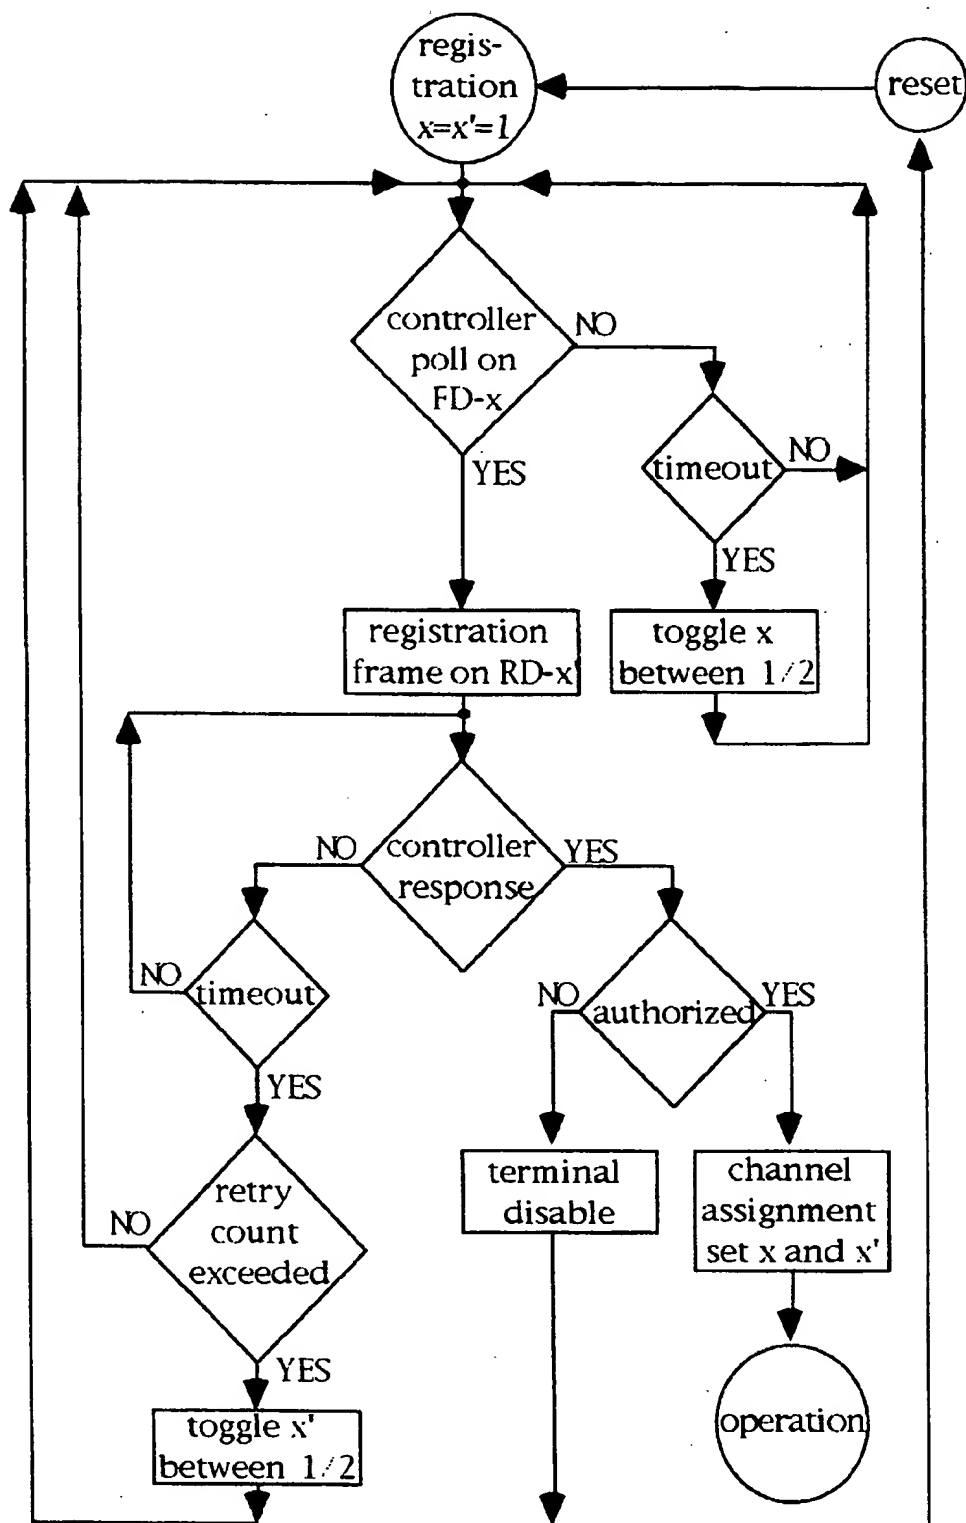 regis-
tration
x=x'=1
reset
controller
poll on
FD-x
NO
YES
timeout
NO
YES
registration
frame on RD-x'
toggle x
between 1/2
controller
response
NO
YES
timeout
NO
YES
authorized
NO
YES
retry
count
exceeded
NO
YES
terminal
disable
channel
assignment
set x and x'
toggle x'
between 1/2
operation